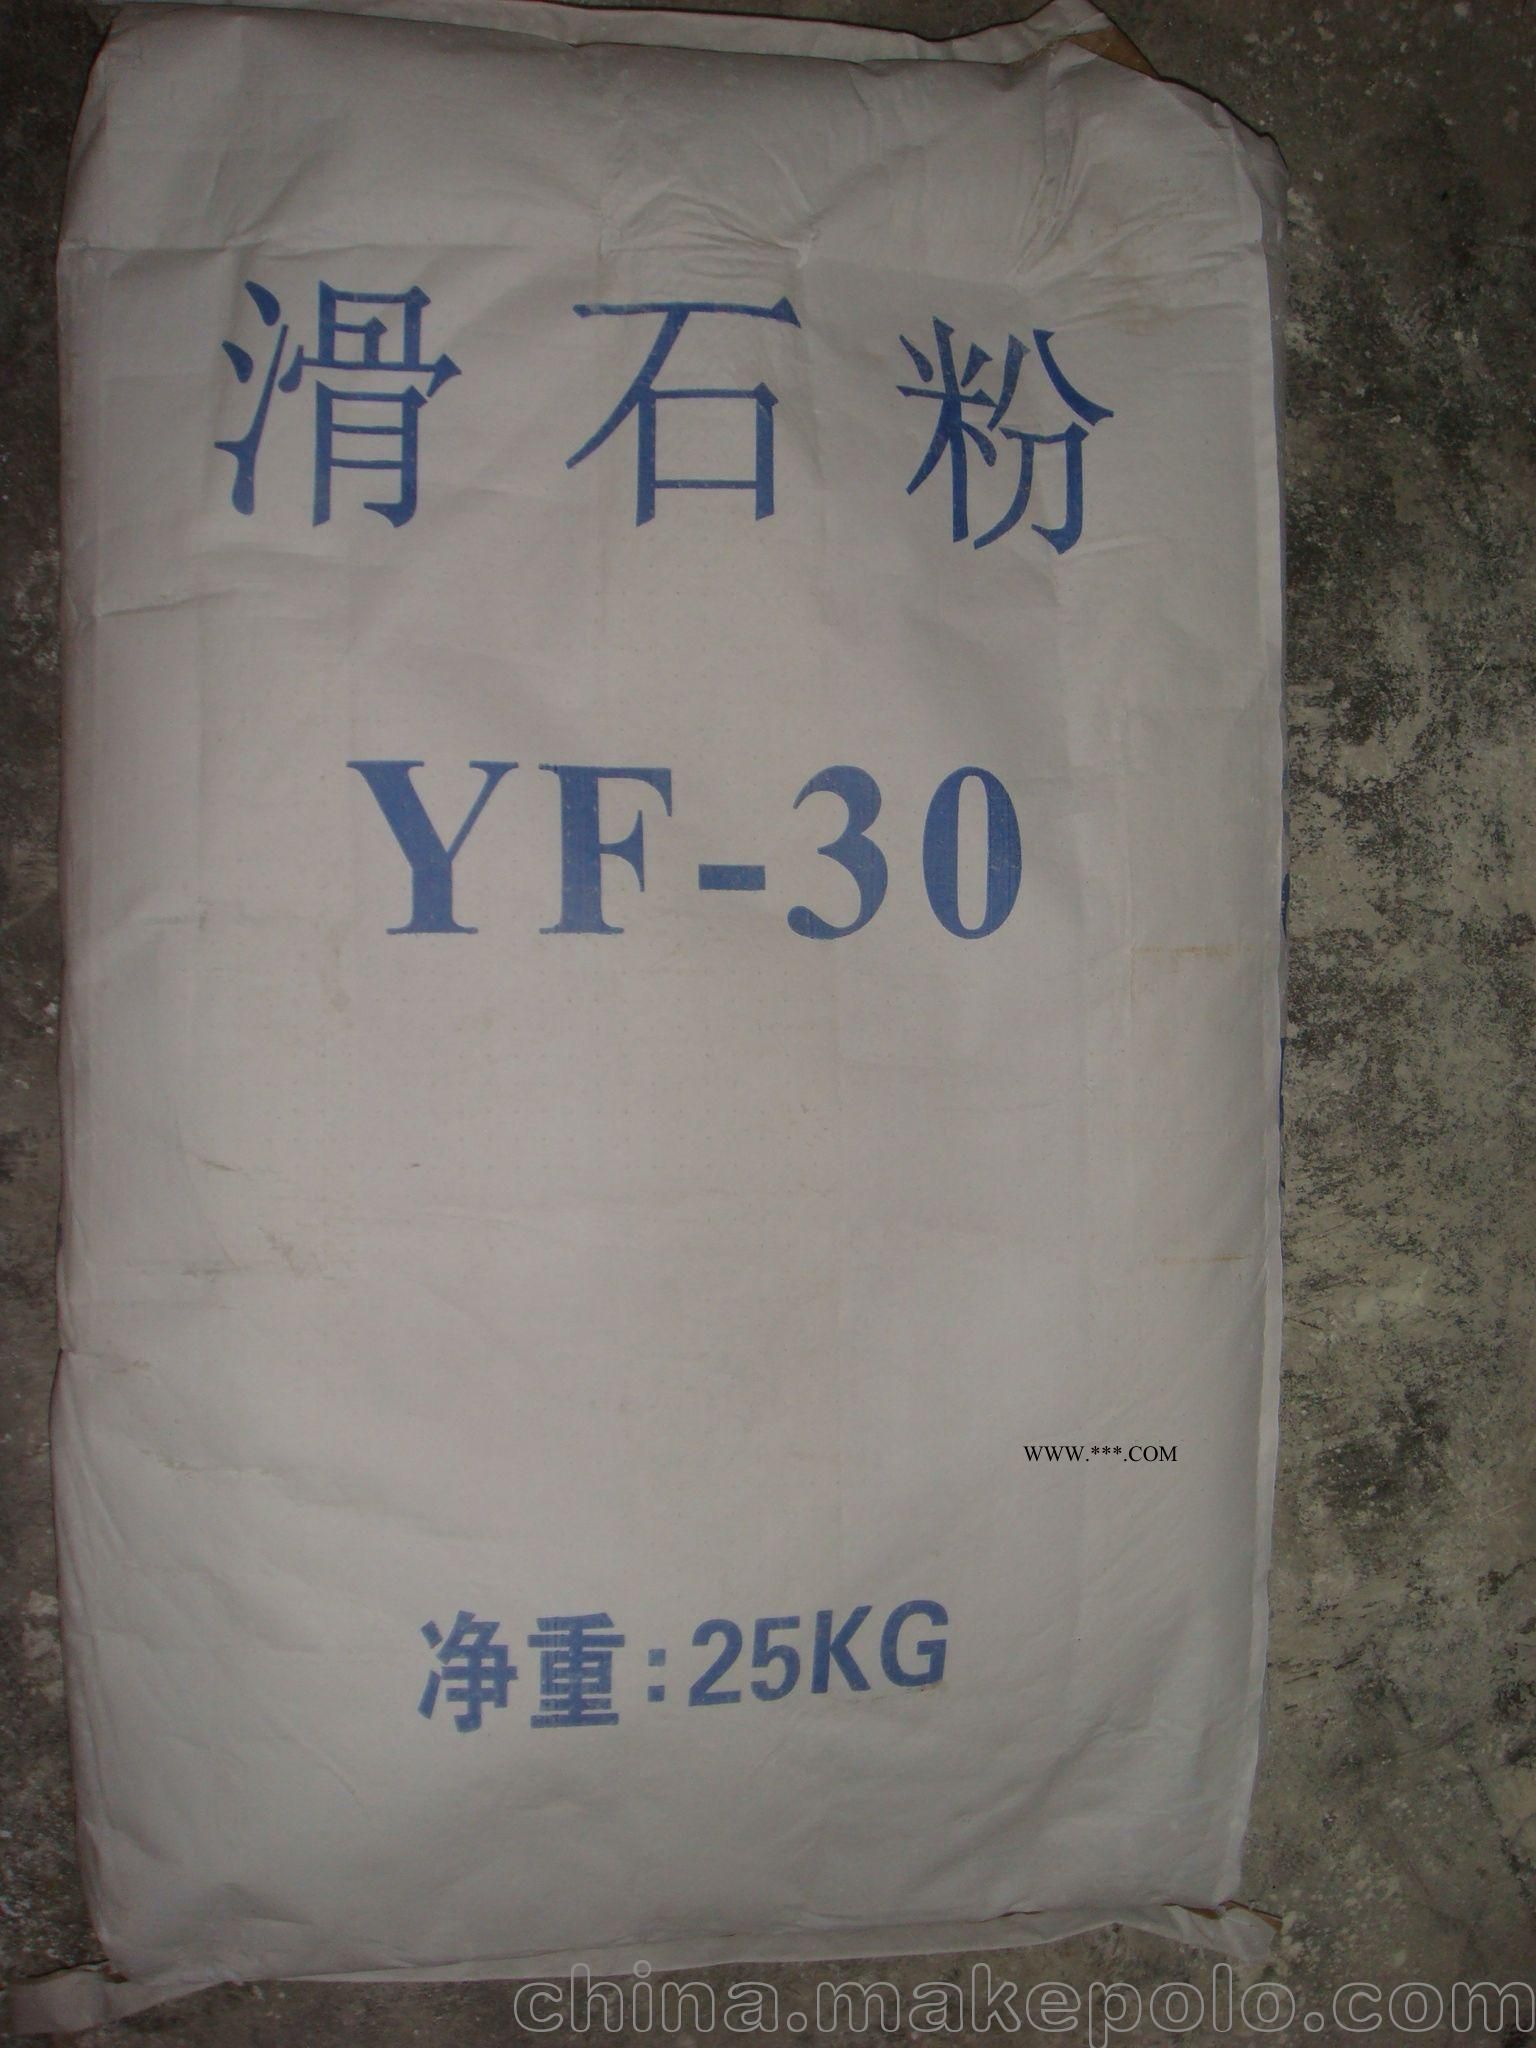 滑石粉
YF-30
WWW.***.COM
净重:25KG
china.makepolo.com